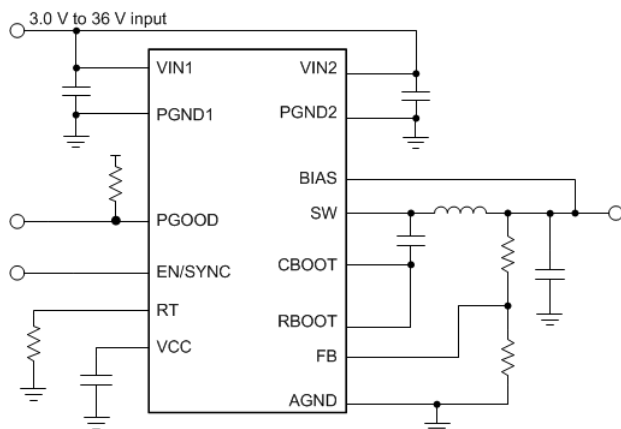 3.0 V to 36 V input
VIN1
VIN2
PGND1
PGND2
BIAS
PGOOD
SW
EN/SYNC
CBOOT
RT
RBOOT
VCC
FB
AGND